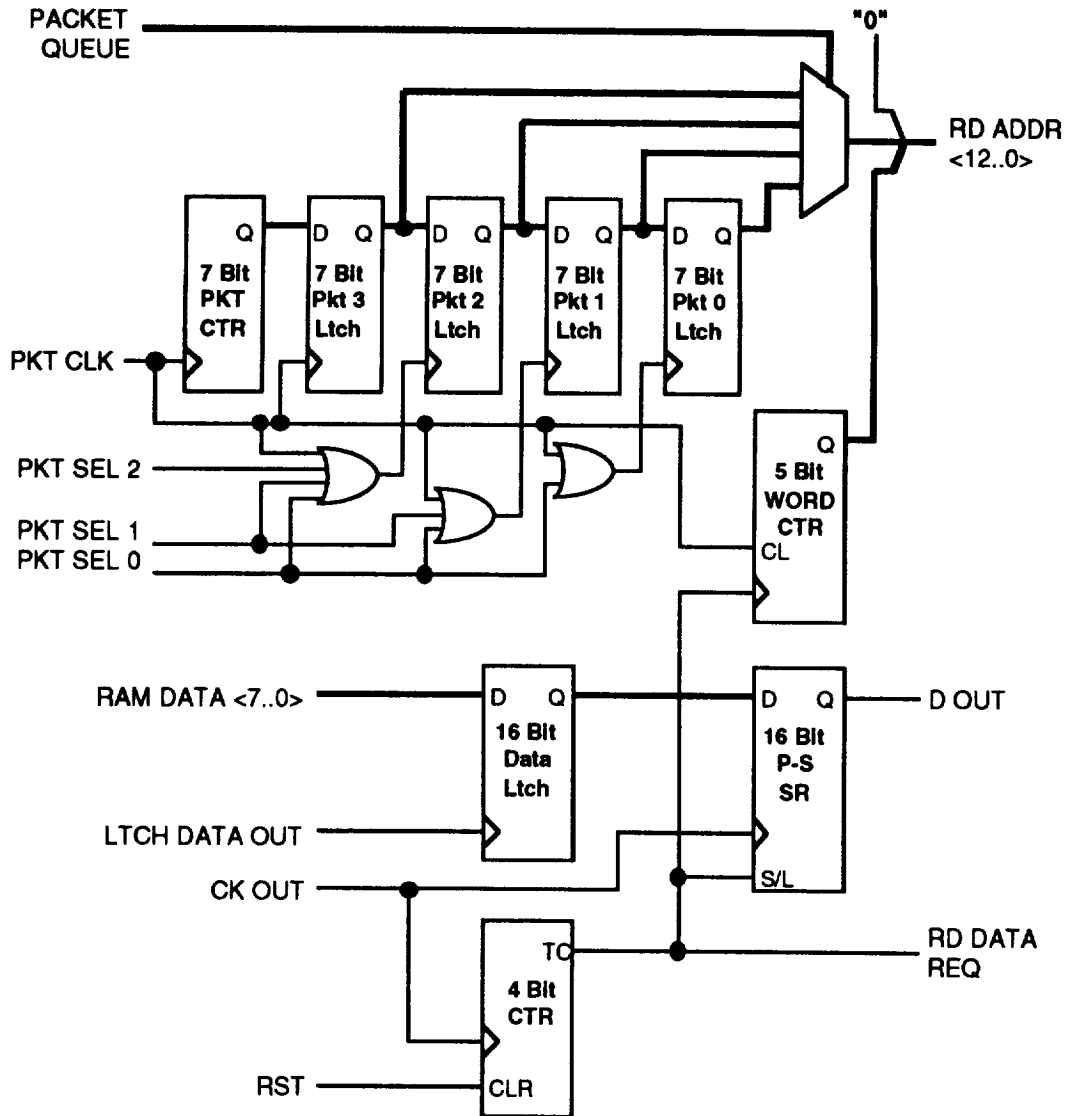 PACKET
QUEUE
"0"
RD ADDR
<12..0>
Q
7 Bit
PKT
CTR
D Q
7 Bit
Pkt 3
Ltch
D Q
7 Bit
Pkt 2
Ltch
D Q
7 Bit
Pkt 1
Ltch
D Q
7 Bit
Pkt 0
Ltch
PKT CLK
PKT SEL 2
PKT SEL 1
PKT SEL 0
Q
5 Bit
WORD
CTR
CL
RAM DATA <7..0>
D Q
16 Bit
Data
Ltch
D Q
16 Bit
P-S
SR
S/L
D OUT
LTCH DATA OUT
CK OUT
TC
4 Bit
CTR
CLR
RD DATA
REQ
RST